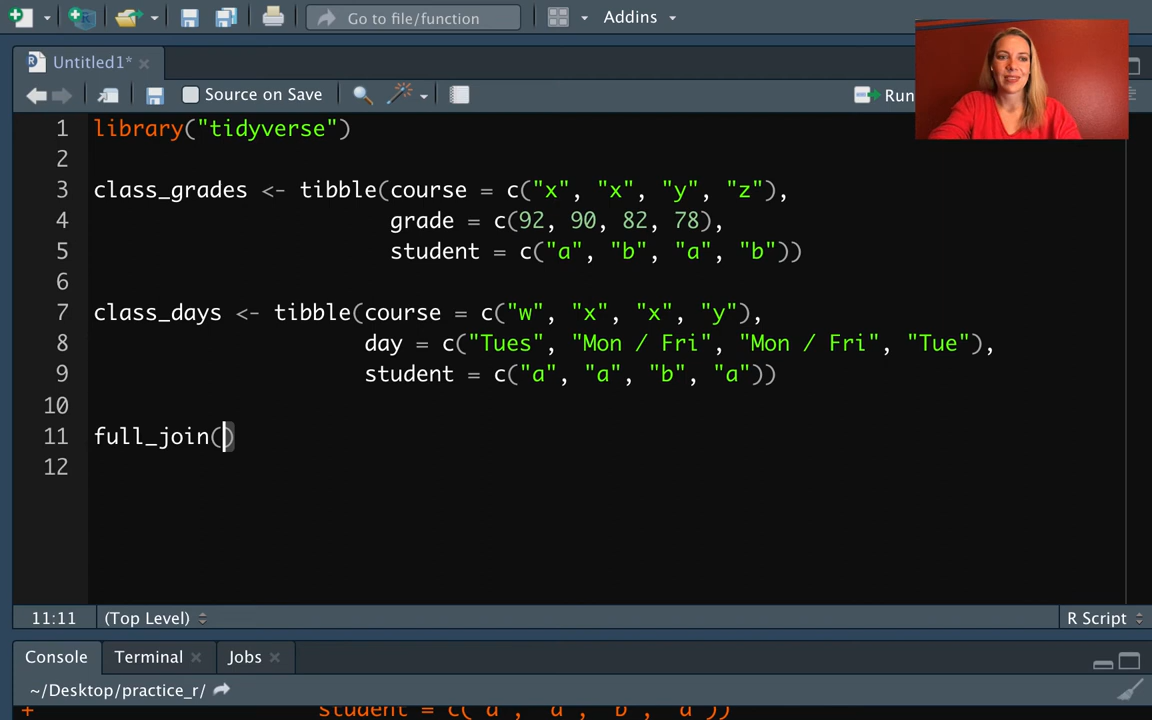 Go to file/function
Addins
Untitled1*
Source on Save
Run
1 library("tidyverse")
2
3 class_grades <- tibble(course = c("x", "x", "y", "z"),
4 grade = c(92, 90, 82, 78),
5 student = c("a", "b", "a", "b"))
6
7 class_days <- tibble(course = c("w", "x", "x", "y"),
8 day = c("Tues", "Mon / Fri", "Mon / Fri", "Tue"),
9 student = c("a", "a", "b", "a"))
10
11 full_join()
12
11:11 (Top Level) R Script
Console Terminal Jobs
~/Desktop/practice_r/
+ student = c("a", "a", "b", "a"))